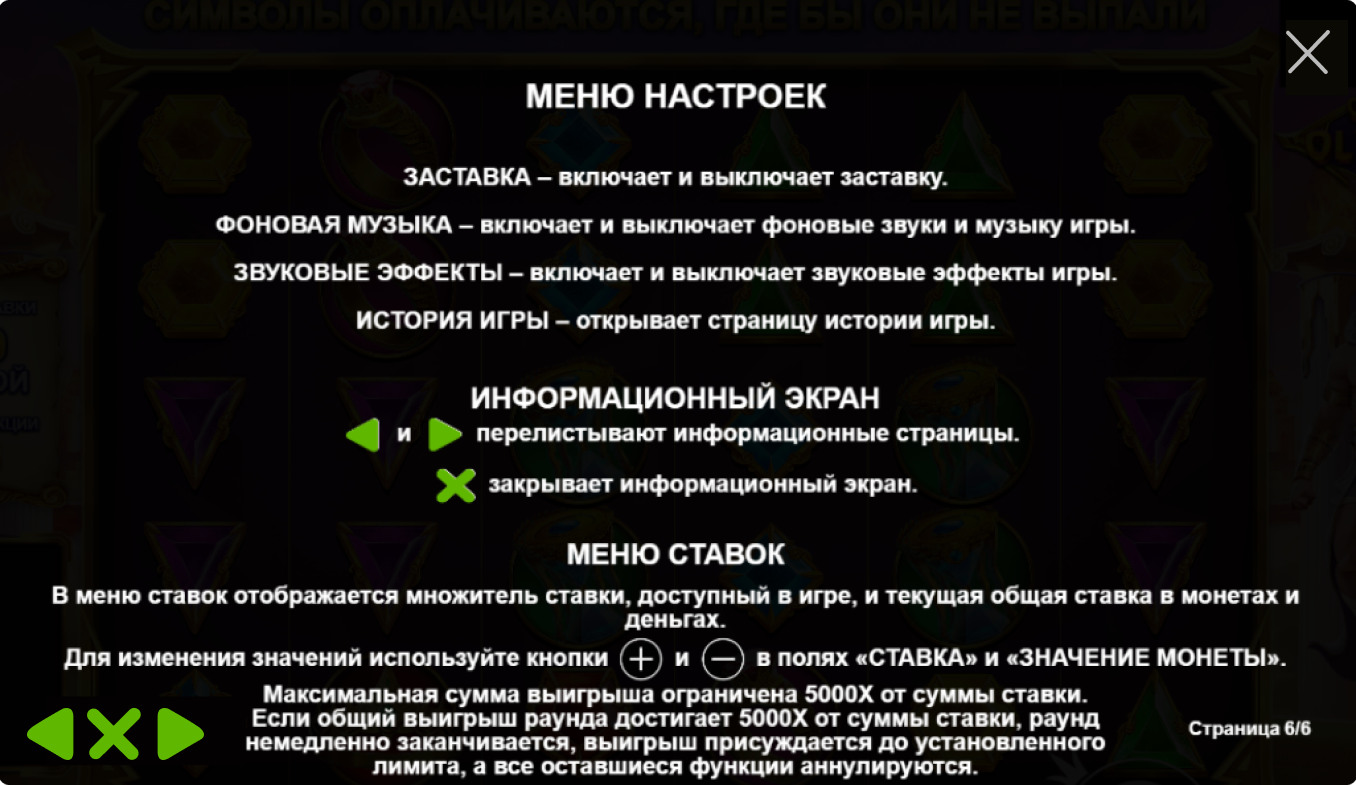 СИМВОЛЫ ОПЛАЧИВАЮТСЯ, ГДЕ БЫ ОНИ НЕ ВЫПАЛИ
МЕНЮ НАСТРОЕК
ЗАСТАВКА – включает и выключает заставку.
ФОНОВАЯ МУЗЫКА – включает и выключает фоновые звуки и музыку игры.
ЗВУКОВЫЕ ЭФФЕКТЫ – включает и выключает звуковые эффекты игры.
ИСТОРИЯ ИГРЫ – открывает страницу истории игры.
ИНФОРМАЦИОННЫЙ ЭКРАН
и перелистывают информационные страницы.
закрывает информационный экран.
МЕНЮ СТАВОК
В меню ставок отображается множитель ставки, доступный в игре, и текущая общая ставка в монетах и
деньгах.
Для изменения значений используйте кнопки и в полях «СТАВКА» и «ЗНАЧЕНИЕ МОНЕТЫ».
Максимальная сумма выигрыша ограничена 5000X от суммы ставки.
Если общий выигрыш раунда достигает 5000X от суммы ставки, раунд
немедленно заканчивается, выигрыш присуждается до установленного
лимита, а все оставшиеся функции аннулируются.
Страница 6/6